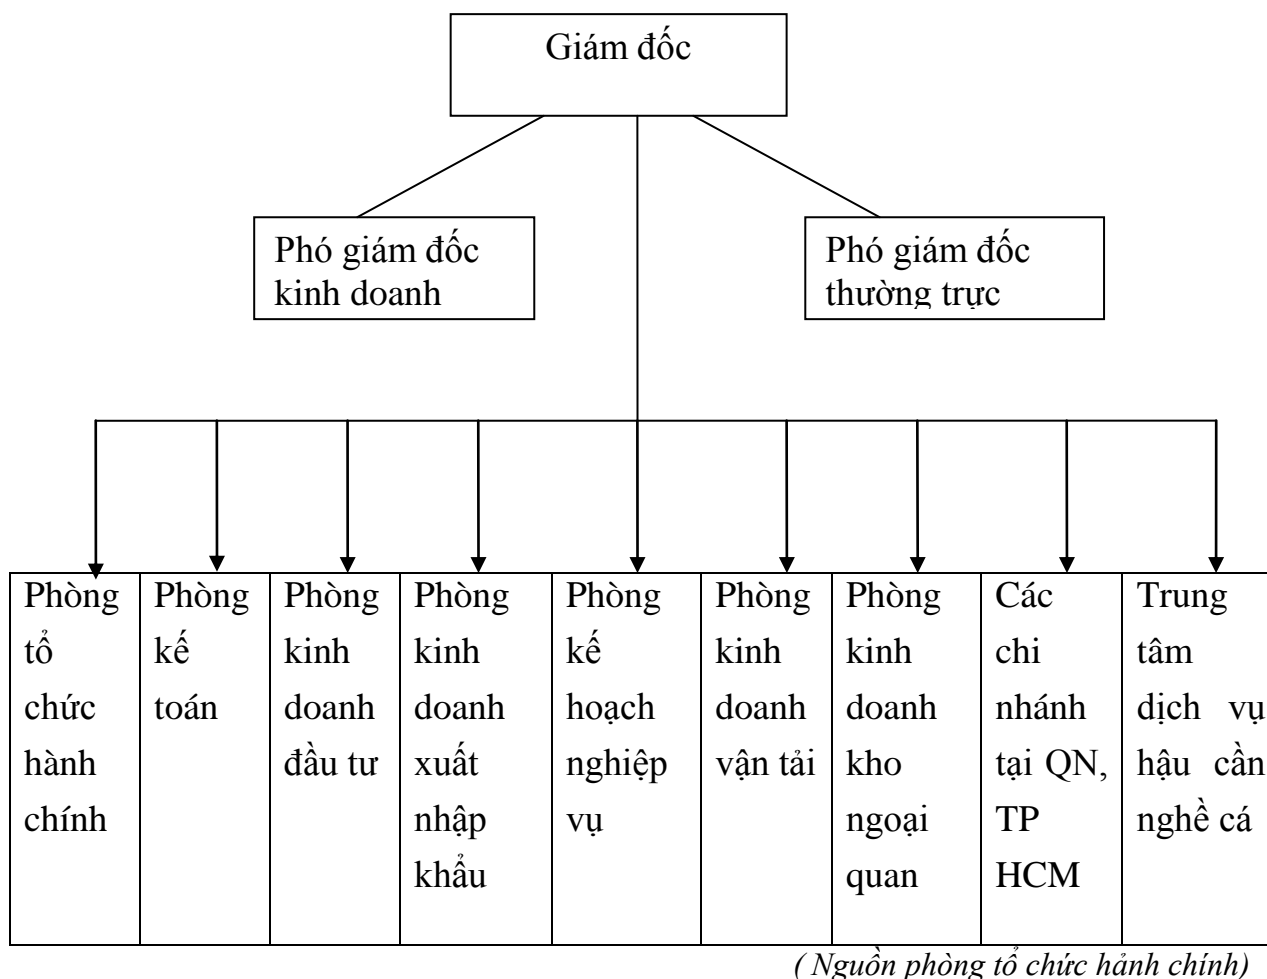 Giám đốc
Phó giám đốc
kinh doanh
Phó giám đốc
thường trực
Phòng
tổ
chức
hành
chính
Phòng
kế
toán
Phòng
kinh
doanh
đầu tư
Phòng
kinh
doanh
xuất
nhập
khẩu
Phòng
kế
hoạch
nghiệp
vụ
Phòng
kinh
doanh
vận tải
Phòng
kinh
doanh
kho
ngoại
quan
Các
chi
nhánh
tại QN,
TP
HCM
Trung
tâm
dịch vụ
hậu cần
nghề cá
( Nguồn phòng tổ chức hảnh chính)